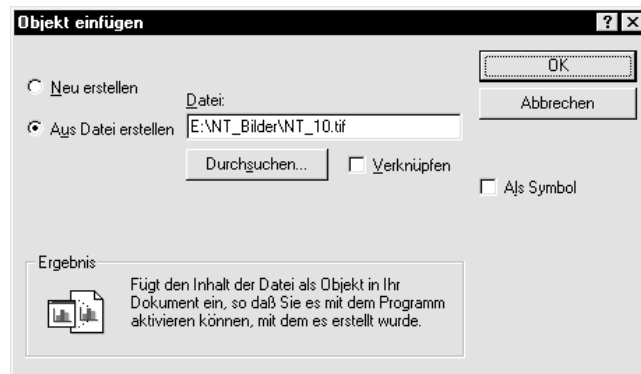 Objekt einfügen
Neu erstellen
Aus Datei erstellen
Datei:
E:\NT_Bilder\NT_10.tif
Durchsuchen...
Verknüpfen
OK
Abbrechen
Als Symbol
Ergebnis
Fügt den Inhalt der Datei als Objekt in Ihr
Dokument ein, so daß Sie es mit dem Programm
aktivieren können, mit dem es erstellt wurde.